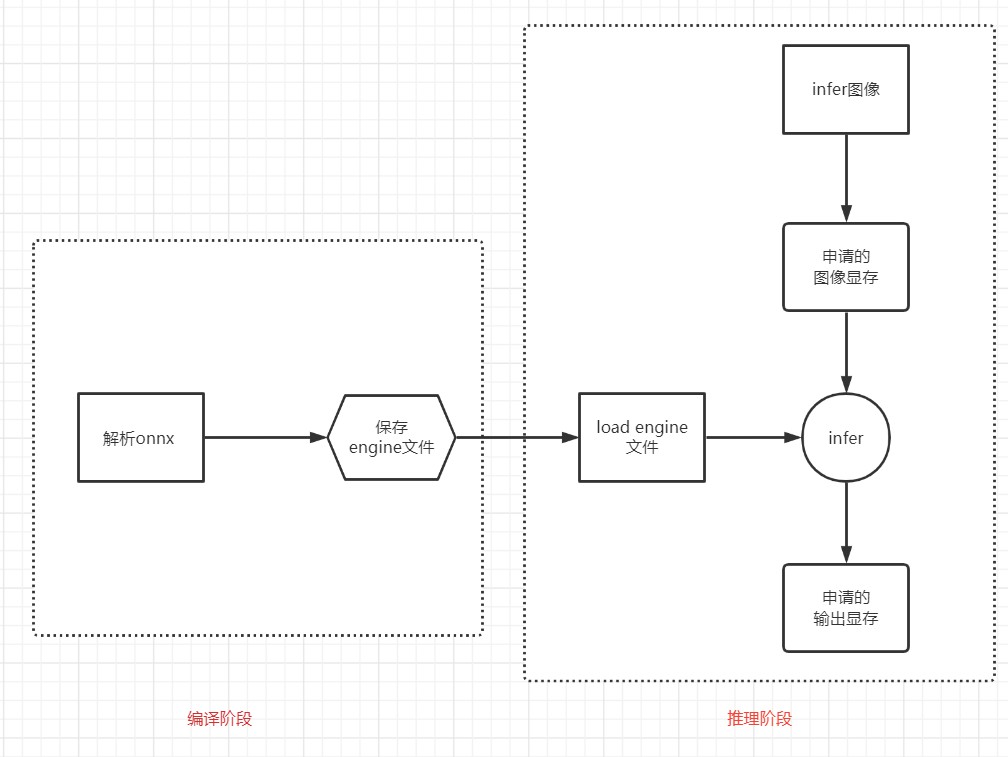 infer图像
申请的
图像显存
解析onnx
保存
engine文件
load engine
文件
infer
申请的
输出显存
编译阶段
推理阶段